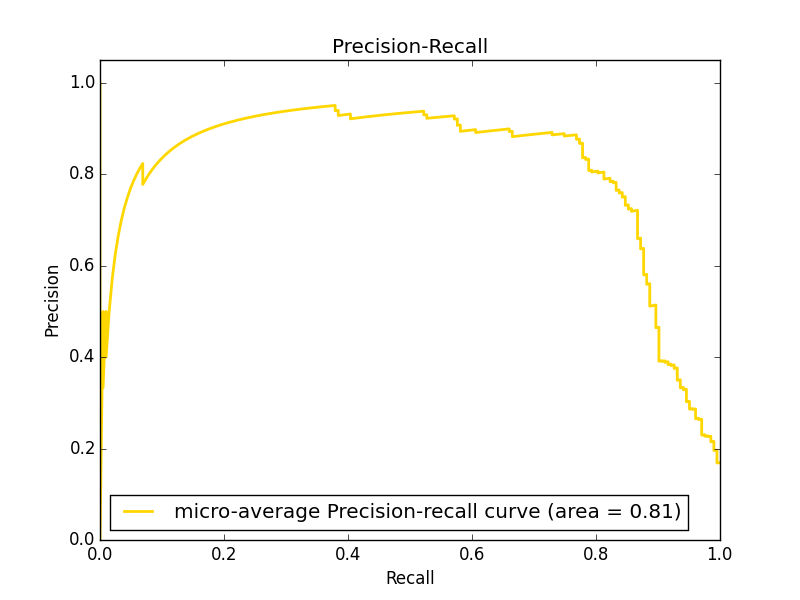 Precision-Recall
1.0
0.8
0.6
0.4
0.2
0.0
Precision
micro-average Precision-recall curve (area = 0.81)
0.0 0.2 0.4 0.6 0.8 1.0
Recall